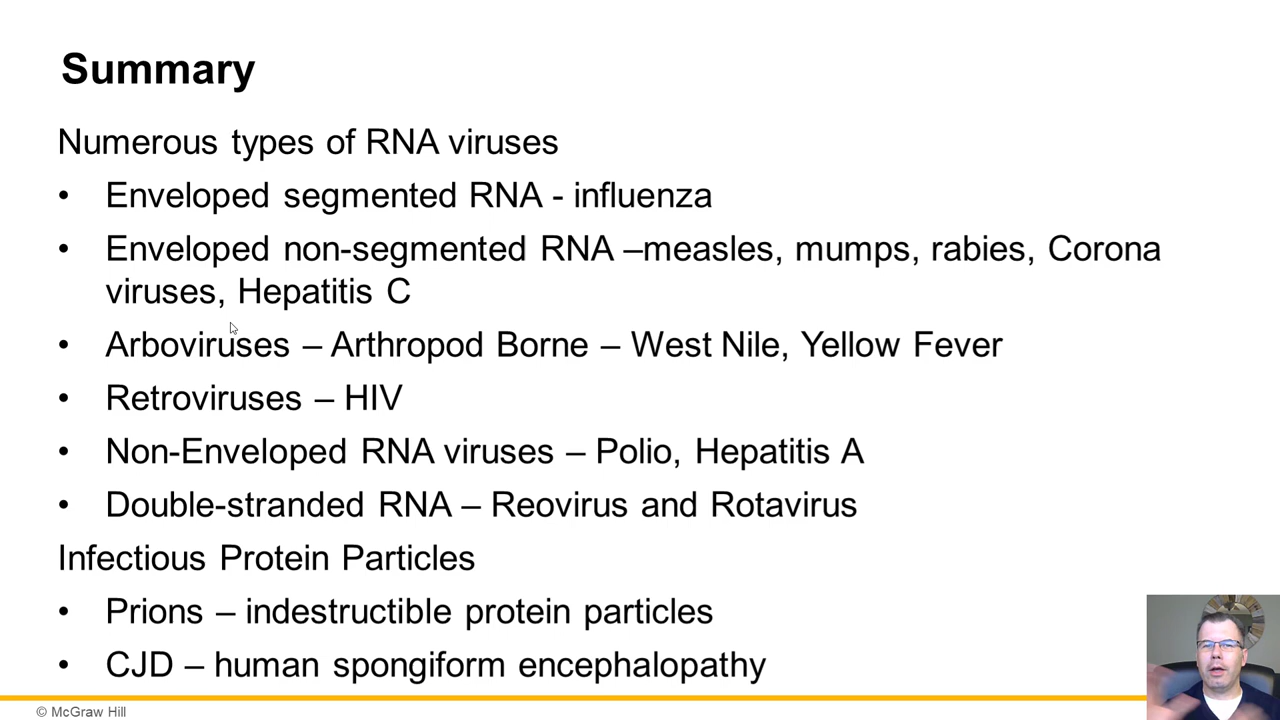 Summary
Numerous types of RNA viruses
• Enveloped segmented RNA - influenza
• Enveloped non-segmented RNA –measles, mumps, rabies, Corona
viruses, Hepatitis C
• Arboviruses – Arthropod Borne – West Nile, Yellow Fever
• Retroviruses – HIV
• Non-Enveloped RNA viruses – Polio, Hepatitis A
• Double-stranded RNA – Reovirus and Rotavirus
Infectious Protein Particles
• Prions – indestructible protein particles
• CJD – human spongiform encephalopathy
© McGraw Hill